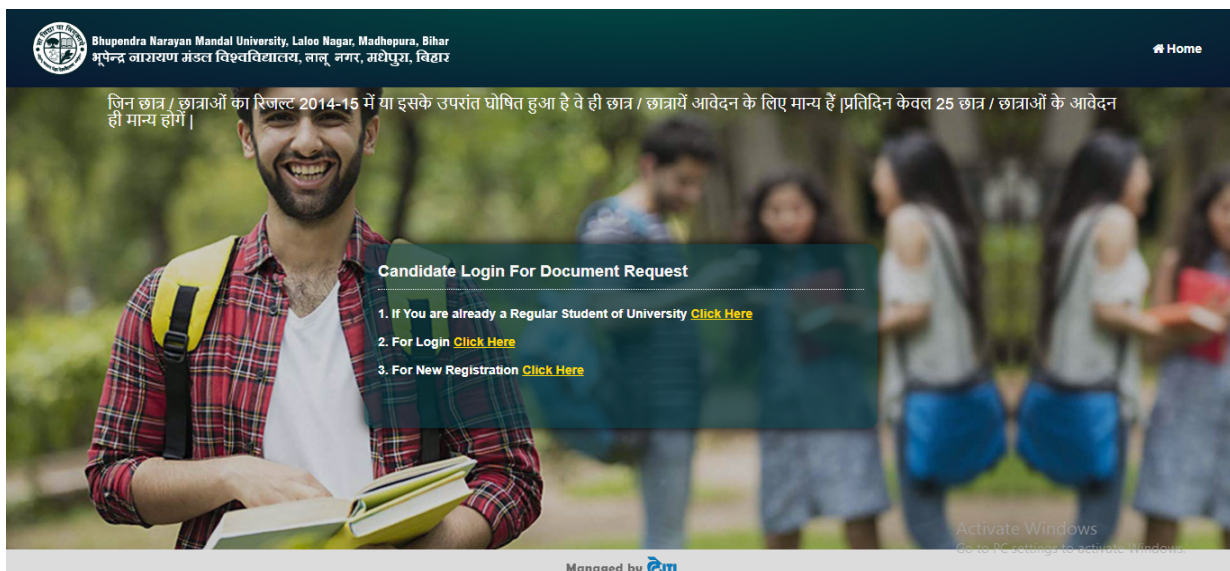 Bhupendra Narayan Mandal University, Laloo Nagar, Madhepura, Bihar
भूपेन्द्र नारायण मंडल विश्वविद्यालय, लालू नगर, मधेपुरा, बिहार
Home
जिन छात्र / छात्राओं का रिजल्ट 2014-15 में या इसके उपरांत घोषित हुआ है वे ही छात्र / छात्रायें आवेदन के लिए मान्य हैं |प्रतिदिन केवल 25 छात्र / छात्राओं के आवेदन
ही मान्य होगें |
Candidate Login For Document Request
1. If You are already a Regular Student of University Click Here
2. For Login Click Here
3. For New Registration Click Here
Activate Windows
Go to PC settings to activate Windows.
Managed by